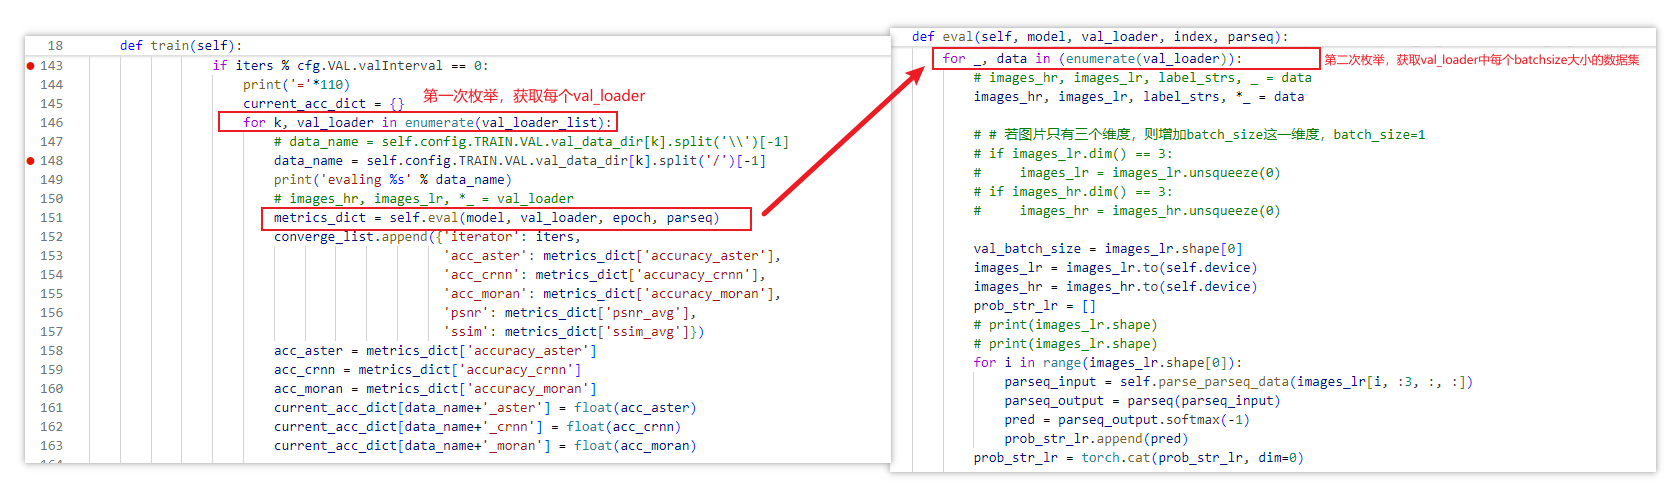 18 def train(self):
143 if iters % cfg.VAL.valInterval == 0:
144 print('='*110)
145 current_acc_dict = {}
第一次枚举，获取每个val_loader
146 for k, val_loader in enumerate(val_loader_list):
147 # data_name = self.config.TRAIN.VAL.val_data_dir[k].split('\\')[-1]
148 data_name = self.config.TRAIN.VAL.val_data_dir[k].split('/')[-1]
149 print('evaling %s' % data_name)
150 # images_hr, images_lr, *_ = val_loader
151 metrics_dict = self.eval(model, val_loader, epoch, parseq)
152 converge_list.append({'iterator': iters,
153 'acc_aster': metrics_dict['accuracy_aster'],
154 'acc_crnn': metrics_dict['accuracy_crnn'],
155 'acc_moran': metrics_dict['accuracy_moran'],
156 'psnr': metrics_dict['psnr_avg'],
157 'ssim': metrics_dict['ssim_avg']})
158 acc_aster = metrics_dict['accuracy_aster']
159 acc_crnn = metrics_dict['accuracy_crnn']
160 acc_moran = metrics_dict['accuracy_moran']
161 current_acc_dict[data_name+'_aster'] = float(acc_aster)
162 current_acc_dict[data_name+'_crnn'] = float(acc_crnn)
163 current_acc_dict[data_name+'_moran'] = float(acc_moran)
def eval(self, model, val_loader, index, parseq):
for _, data in (enumerate(val_loader)):
第二次枚举，获取val_loader中每个batchsize大小的数据集
# images_hr, images_lr, label_strs, _ = data
images_hr, images_lr, label_strs, *_ = data
# # 若图片只有三个维度，则增加batch_size这一维度，batch_size=1
# if images_lr.dim() == 3:
#     images_lr = images_lr.unsqueeze(0)
# if images_hr.dim() == 3:
#     images_hr = images_hr.unsqueeze(0)
val_batch_size = images_lr.shape[0]
images_lr = images_lr.to(self.device)
images_hr = images_hr.to(self.device)
prob_str_lr = []
# print(images_lr.shape)
# print(images_lr.shape)
for i in range(images_lr.shape[0]):
parseq_input = self.parse_parseq_data(images_lr[i, :3, :, :])
parseq_output = parseq(parseq_input)
pred = parseq_output.softmax(-1)
prob_str_lr.append(pred)
prob_str_lr = torch.cat(prob_str_lr, dim=0)